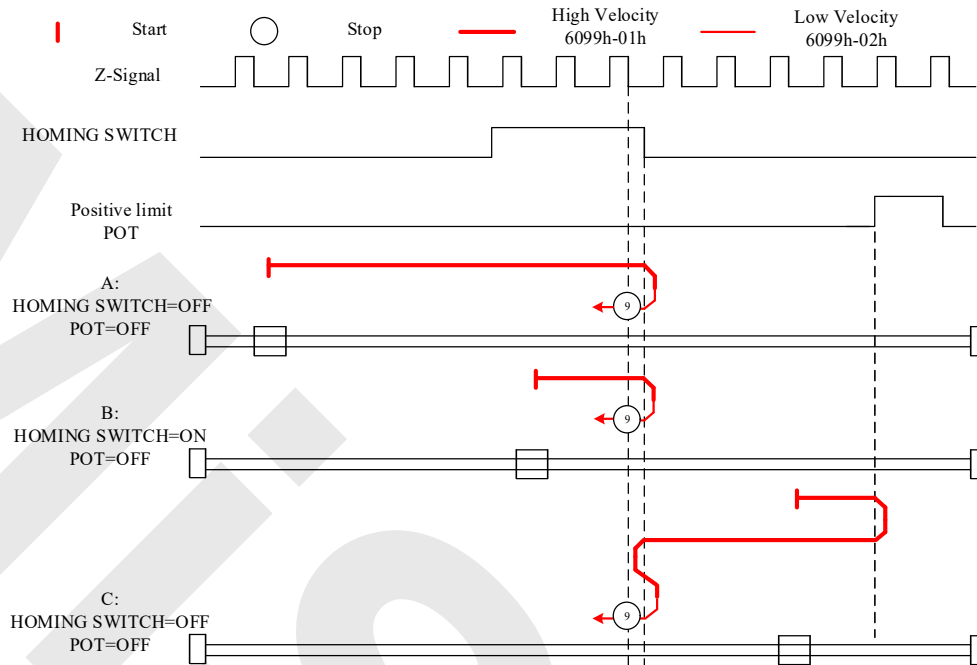 Start
Stop
High Velocity
6099h-01h
Low Velocity
6099h-02h
Z-Signal
HOMING SWITCH
Positive limit
POT
A:
HOMING SWITCH=OFF
POT=OFF
9
B:
HOMING SWITCH=ON
POT=OFF
9
C:
HOMING SWITCH=OFF
POT=OFF
9